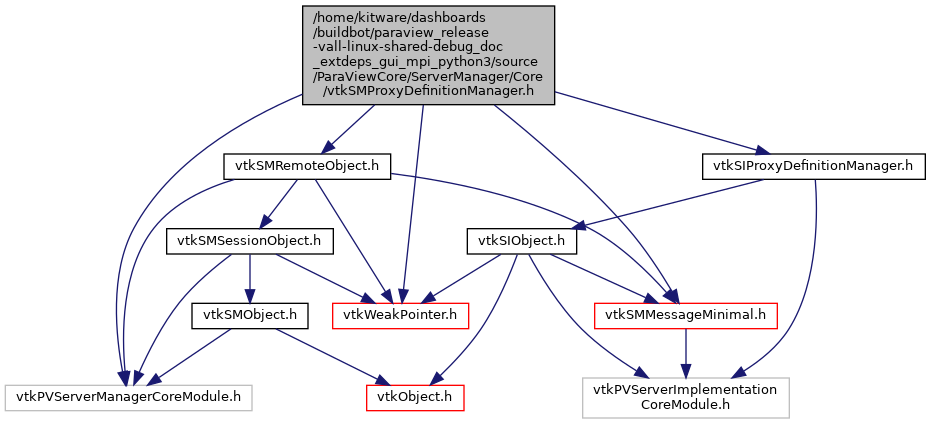 /home/kitware/dashboards
/buildbot/paraview_release
-vall-linux-shared-debug_doc
_extdeps_gui_mpi_python3/source
/ParaViewCore/ServerManager/Core
/vtkSMProxyDefinitionManager.h
vtkSMRemoteObject.h
vtkSIProxyDefinitionManager.h
vtkSMSessionObject.h
vtkSIObject.h
vtkSMObject.h
vtkWeakPointer.h
vtkSMMessageMinimal.h
vtkPVServerManagerCoreModule.h
vtkObject.h
vtkPVServerImplementation
CoreModule.h